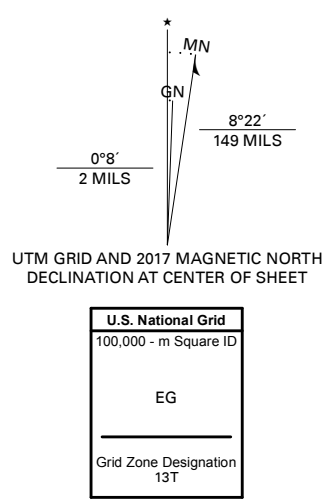 MN
GN
8°22´
149 MILS
0°8´
2 MILS
UTM GRID AND 2017 MAGNETIC NORTH
DECLINATION AT CENTER OF SHEET
U.S. National Grid
100,000 - m Square ID
EG
Grid Zone Designation
13T